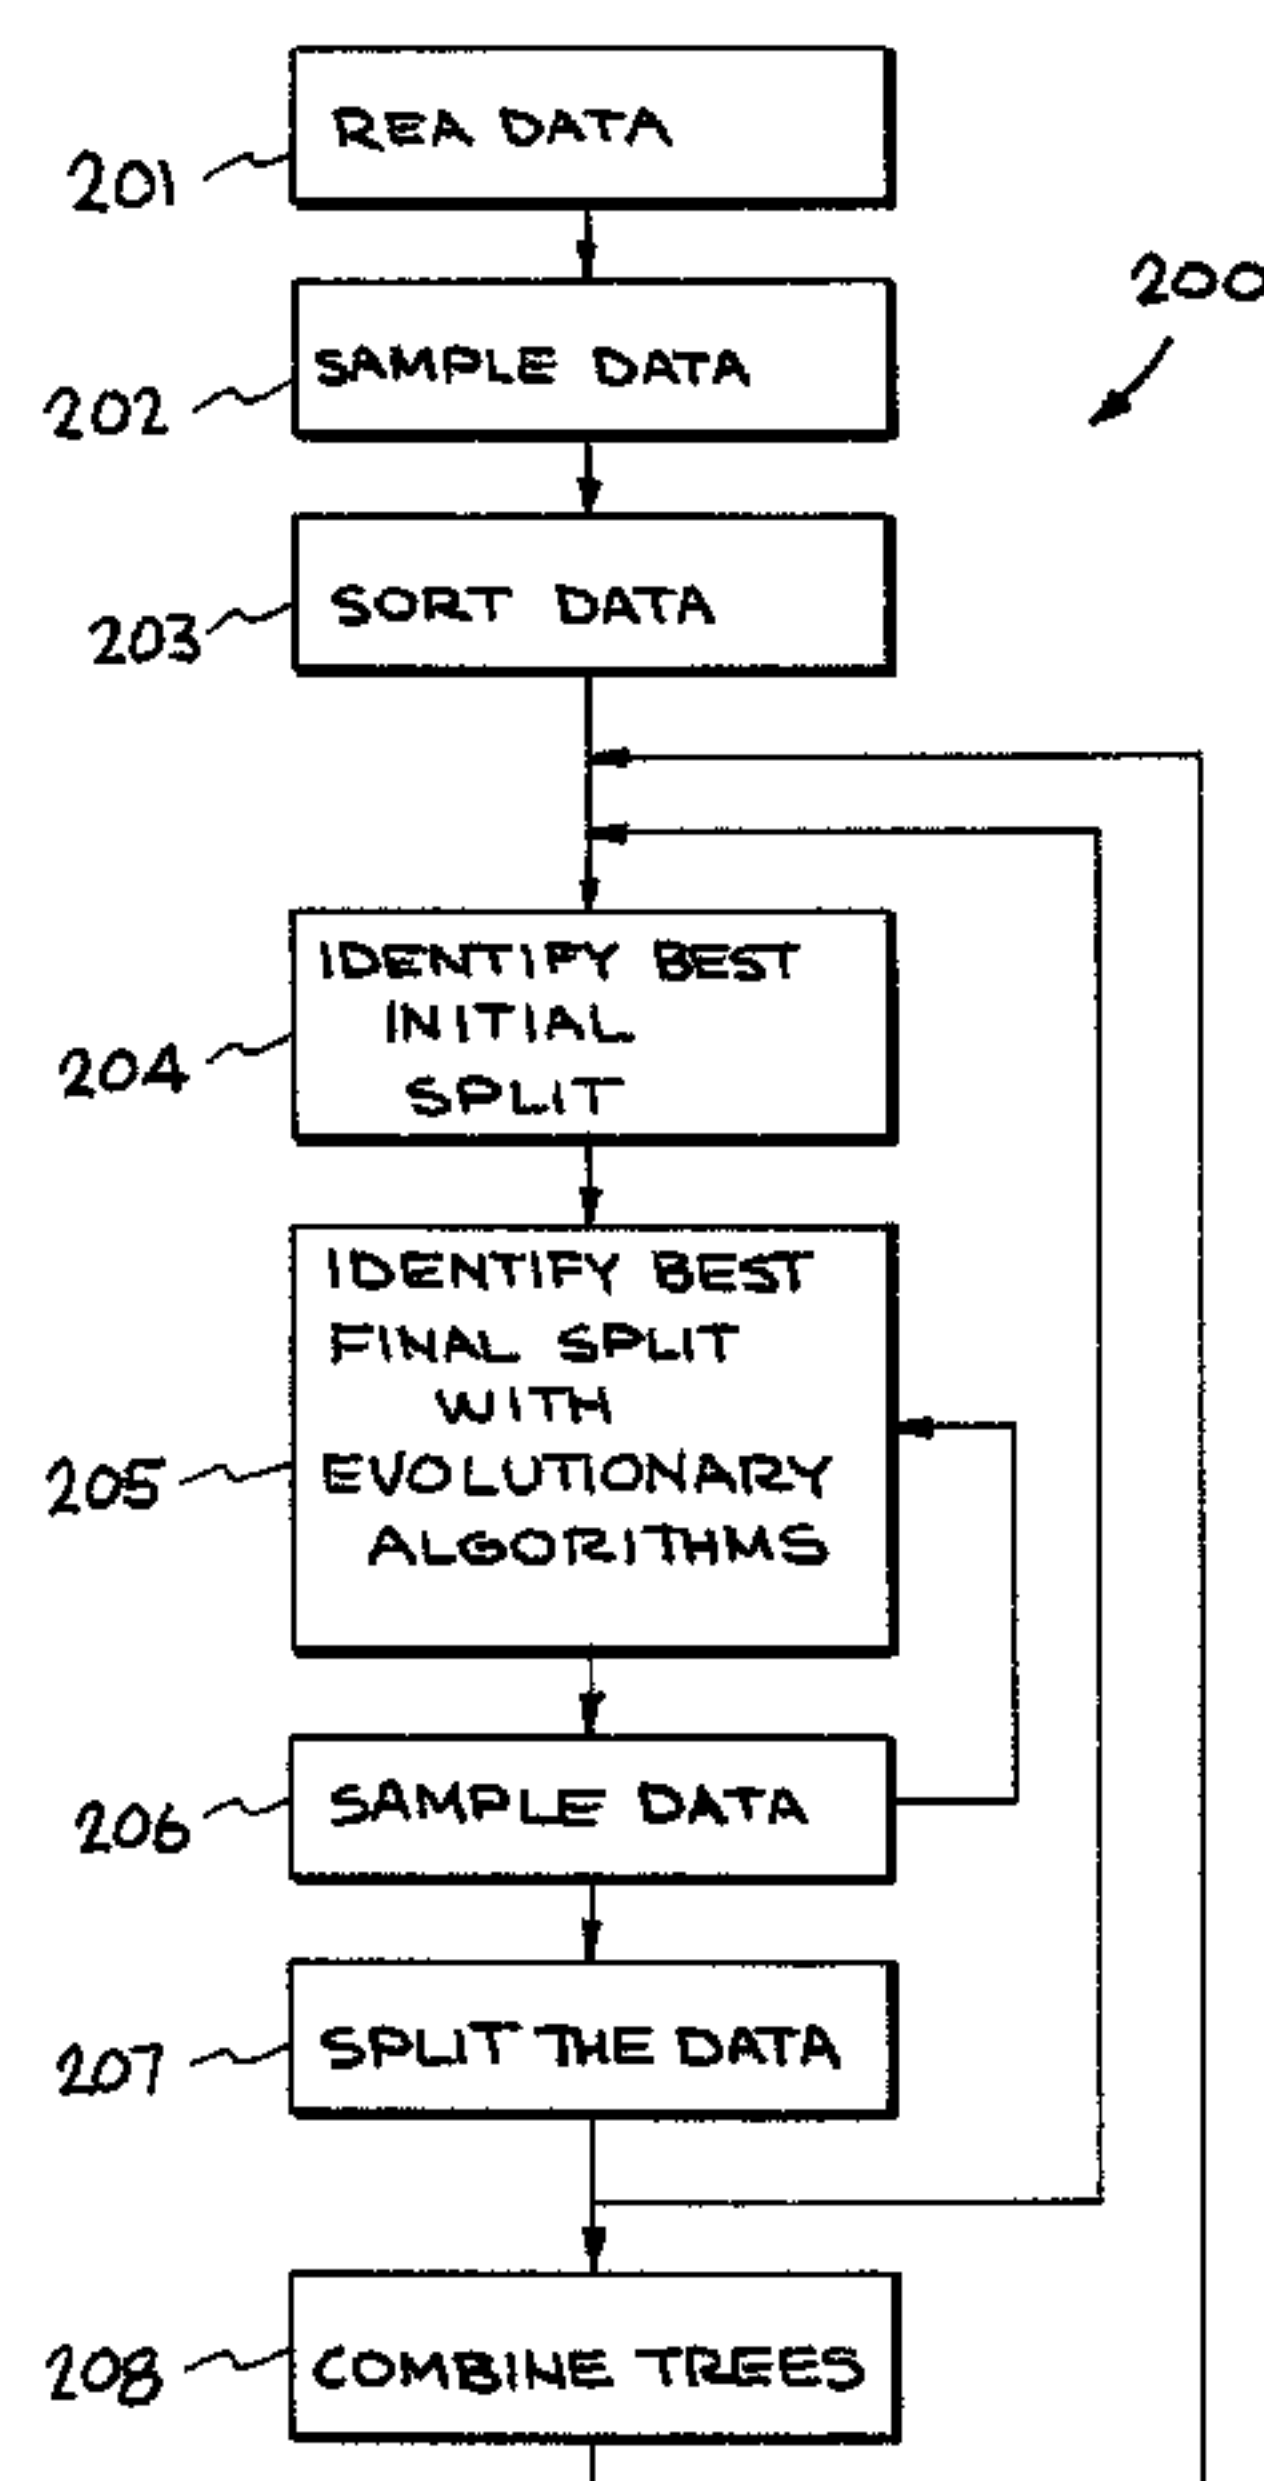 REA DATA
201
200
SAMPLE DATA
202
SORT DATA
203
IDENTIFY BEST
INITIAL
SPLIT
204
IDENTIFY BEST
FINAL SPLIT
WITH
EVOLUTIONARY
ALGORITHMS
205
SAMPLE DATA
206
SPLIT THE DATA
207
COMBINE TREES
208